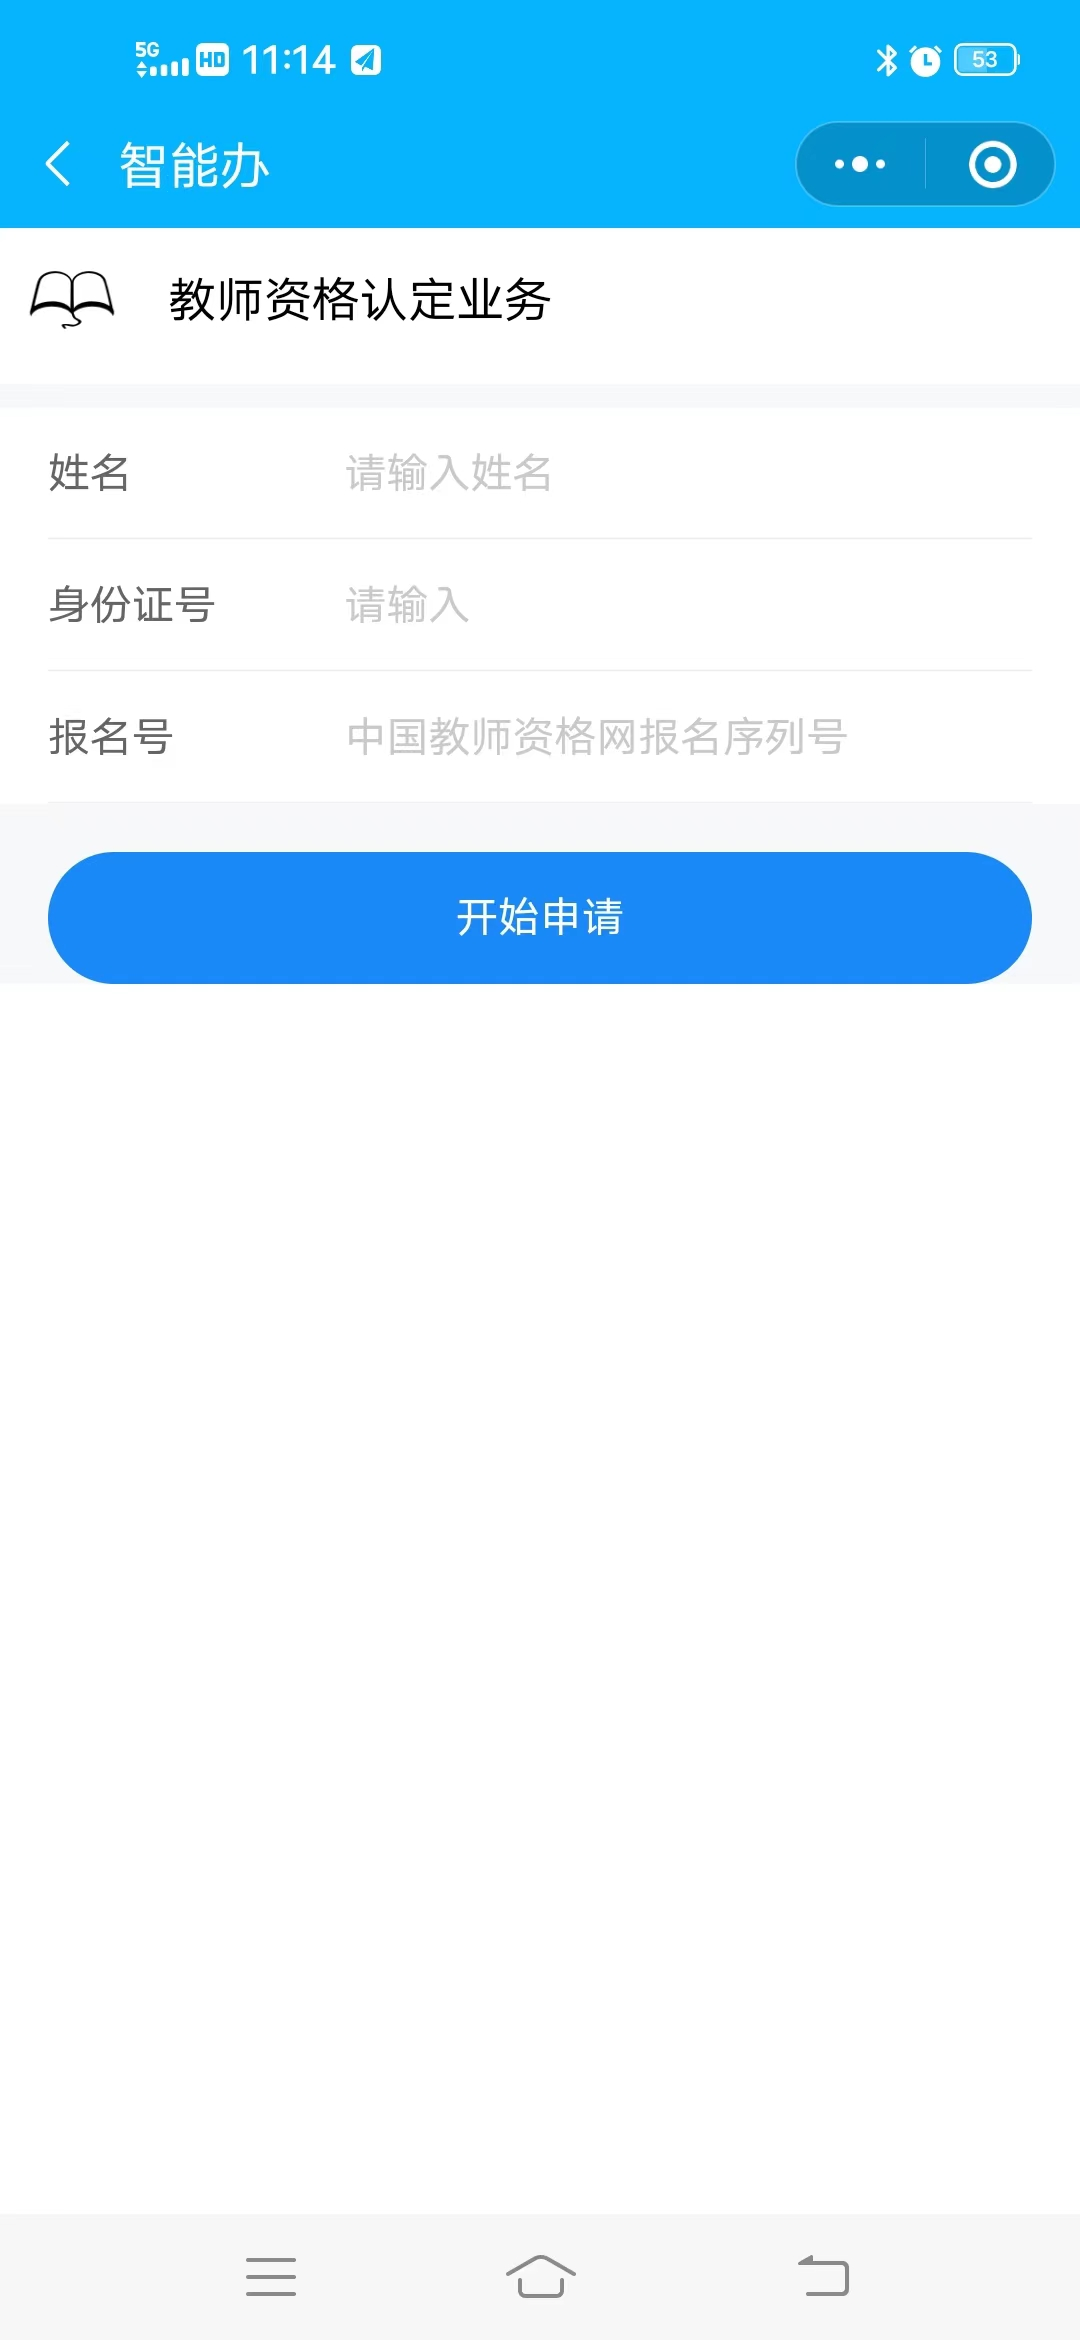 5G HD 11:14 53
智能办
教师资格认定业务
姓名 请输入姓名
身份证号 请输入
报名号 中国教师资格网报名序列号
开始申请